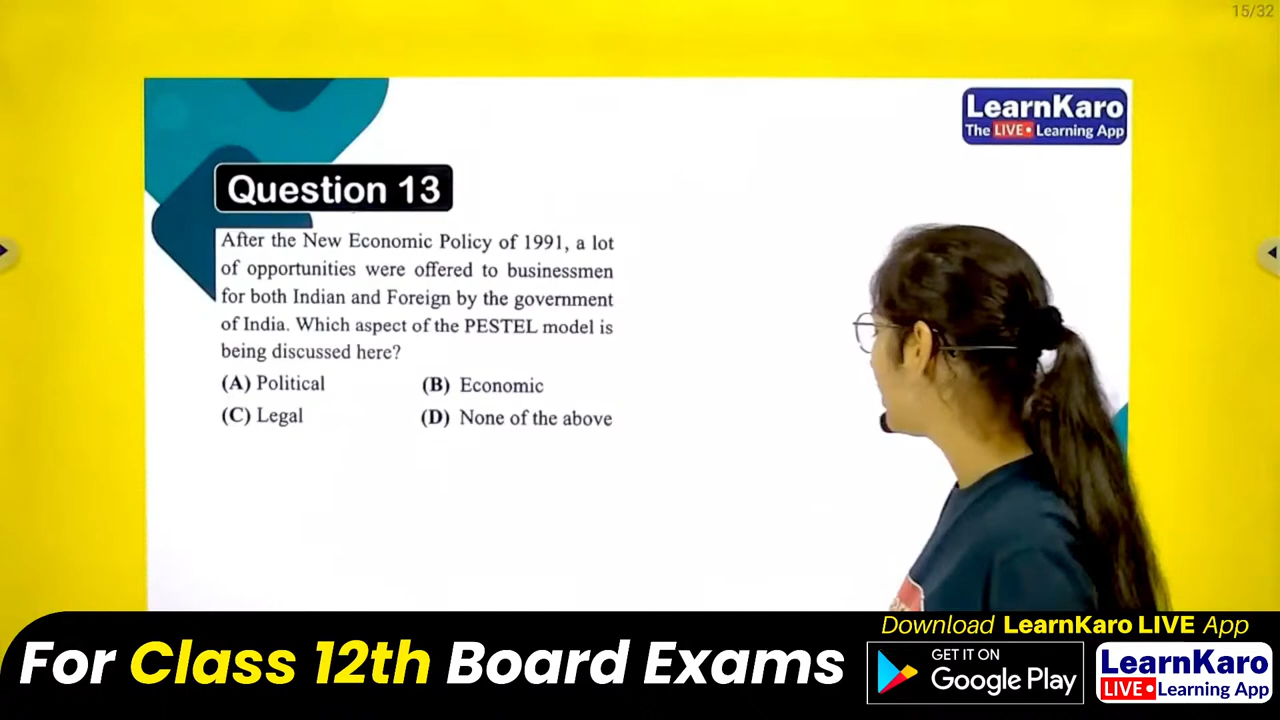 15/32
LearnKaro
The LIVE Learning App
Question 13
After the New Economic Policy of 1991, a lot
of opportunities were offered to businessmen
for both Indian and Foreign by the government
of India. Which aspect of the PESTEL model is
being discussed here?
(A) Political (B) Economic
(C) Legal (D) None of the above
Download LearnKaro LIVE App
For Class 12th Board Exams
GET IT ON
Google Play
LearnKaro
LIVE Learning App